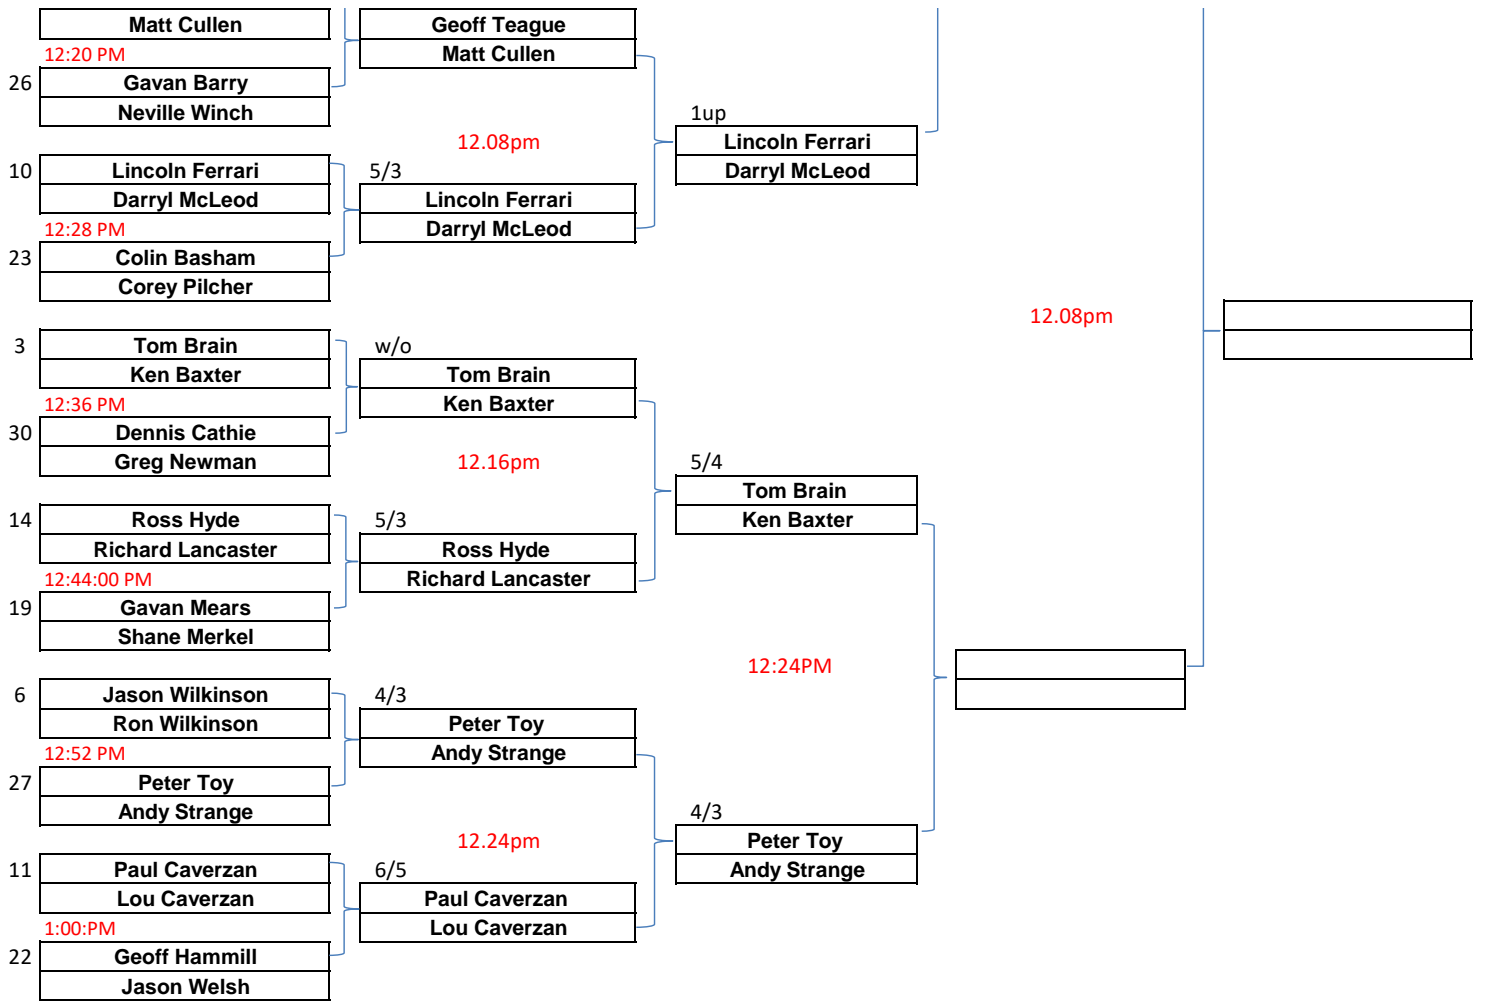 Matt Cullen
Geoff Teague
12:20 PM
Matt Cullen
26
Gavan Barry
Neville Winch
1up
12.08pm
Lincoln Ferrari
10
Lincoln Ferrari
5/3
Darryl McLeod
Darryl McLeod
Lincoln Ferrari
12:28 PM
Darryl McLeod
23
Colin Basham
Corey Pilcher
12.08pm
3
Tom Brain
w/o
Ken Baxter
Tom Brain
12:36 PM
Ken Baxter
30
Dennis Cathie
Greg Newman
12.16pm
5/4
Tom Brain
14
Ross Hyde
5/3
Ken Baxter
Richard Lancaster
Ross Hyde
12:44:00 PM
Richard Lancaster
19
Gavan Mears
Shane Merkel
12:24PM
6
Jason Wilkinson
4/3
Ron Wilkinson
Peter Toy
12:52 PM
Andy Strange
27
Peter Toy
Andy Strange
4/3
12.24pm
Peter Toy
11
Paul Caverzan
6/5
Andy Strange
Lou Caverzan
Paul Caverzan
1:00:PM
Lou Caverzan
22
Geoff Hammill
Jason Welsh